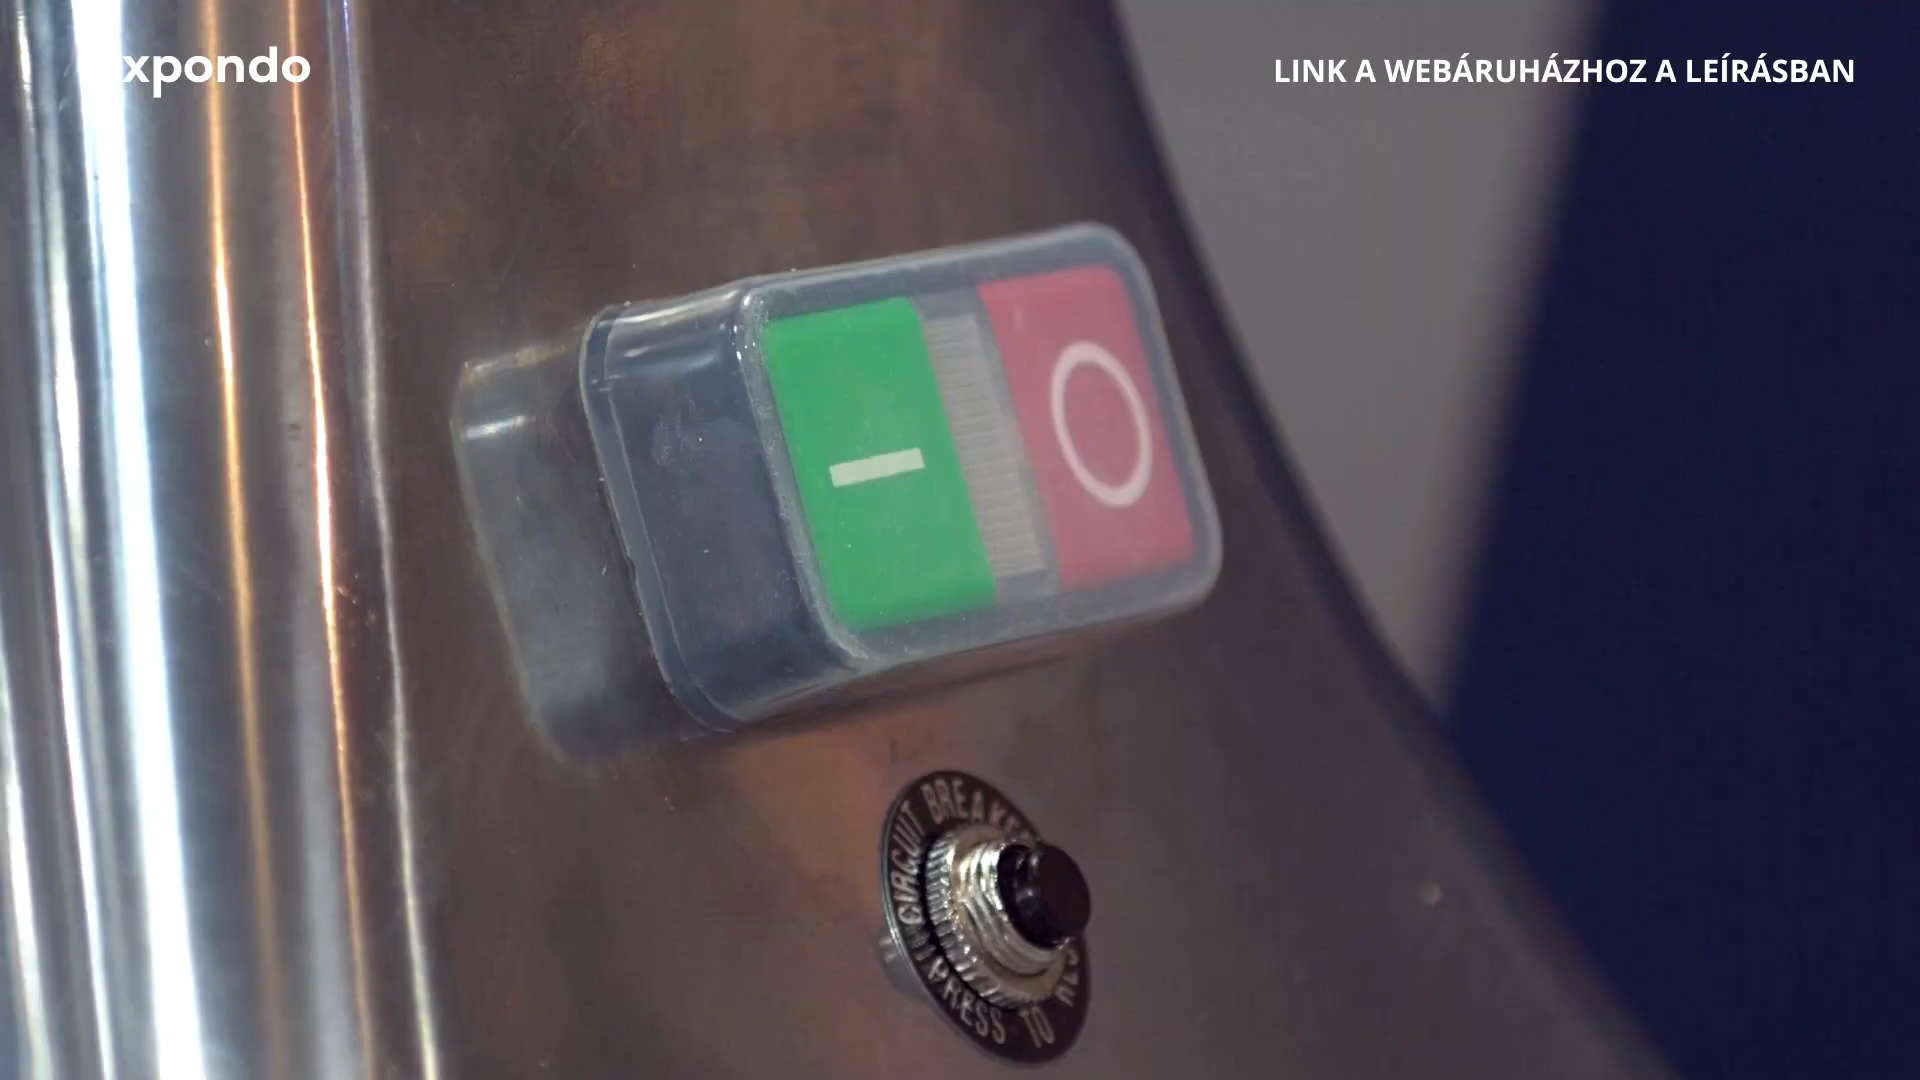 xpondo
LINK A WEBÁRUHÁZHOZ A LEÍRÁSBAN
I
O
CIRCUIT BREAKER
PRESS TO